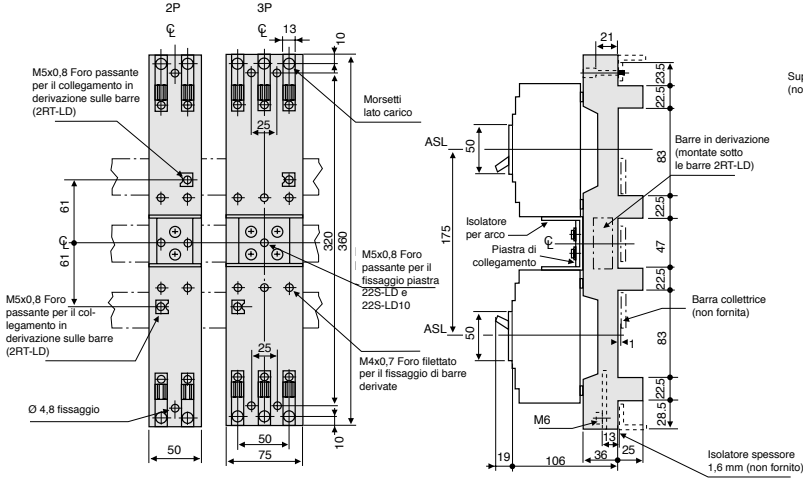 2P
3P
℄
℄
13
10
M5x0,8 Foro passante
per il collegamento in
derivazione sulle barre
(2RT-LD)
25
Morsetti
lato carico
61
℄
61
320
360
M5x0,8 Foro
passante per il
fissaggio piastra
22S-LD e
22S-LD10
M5x0,8 Foro
passante per il col-
legamento in
derivazione sulle barre
(2RT-LD)
25
M4x0,7 Foro filettato
per il fissaggio di barre
derivate
Ø 4,8 fissaggio
50
50
75
10
21
23.5
22.5
ASL
50
83
Barre in derivazione
(montate sotto
le barre 2RT-LD)
22.5
175
Isolatore
per arco
℄
Piastra di
collegamento
47
22.5
Barra collettrice
(non fornita)
ASL
50
1
83
22.5
28.5
M6
13
19
106
36
25
Isolatore spessore
1,6 mm (non fornito)
Sup
(no